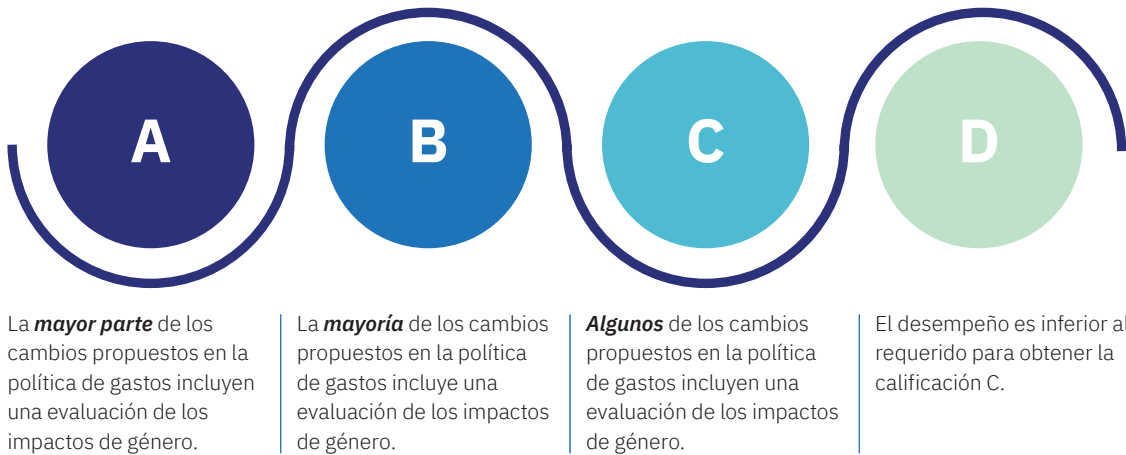 A
B
C
D
La mayor parte de los
cambios propuestos en la
política de gastos incluyen
una evaluación de los
impactos de género.
La mayoría de los cambios
propuestos en la política
de gastos incluye una
evaluación de los impactos
de género.
Algunos de los cambios
propuestos en la política
de gastos incluyen una
evaluación de los impactos
de género.
El desempeño es inferior al
requerido para obtener la
calificación C.